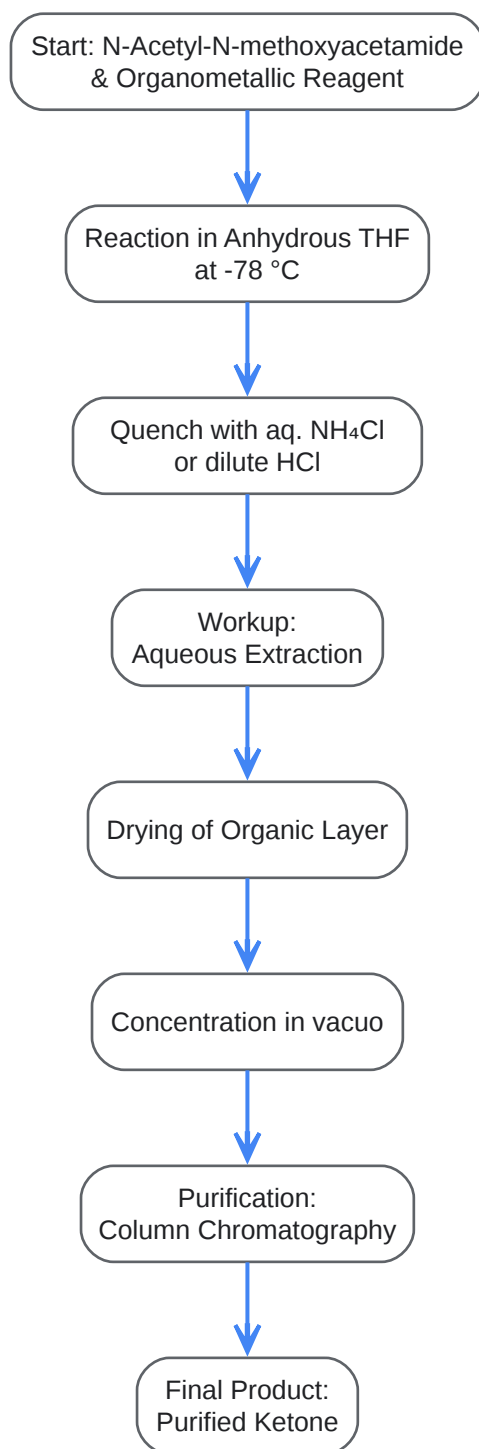 Start: N-Acetyl-N-methoxyacetamide
& Organometallic Reagent
Reaction in Anhydrous THF
at -78 °C
Quench with aq. NH₄Cl
or dilute HCl
Workup:
Aqueous Extraction
Drying of Organic Layer
Concentration in vacuo
Purification:
Column Chromatography
Final Product:
Purified Ketone